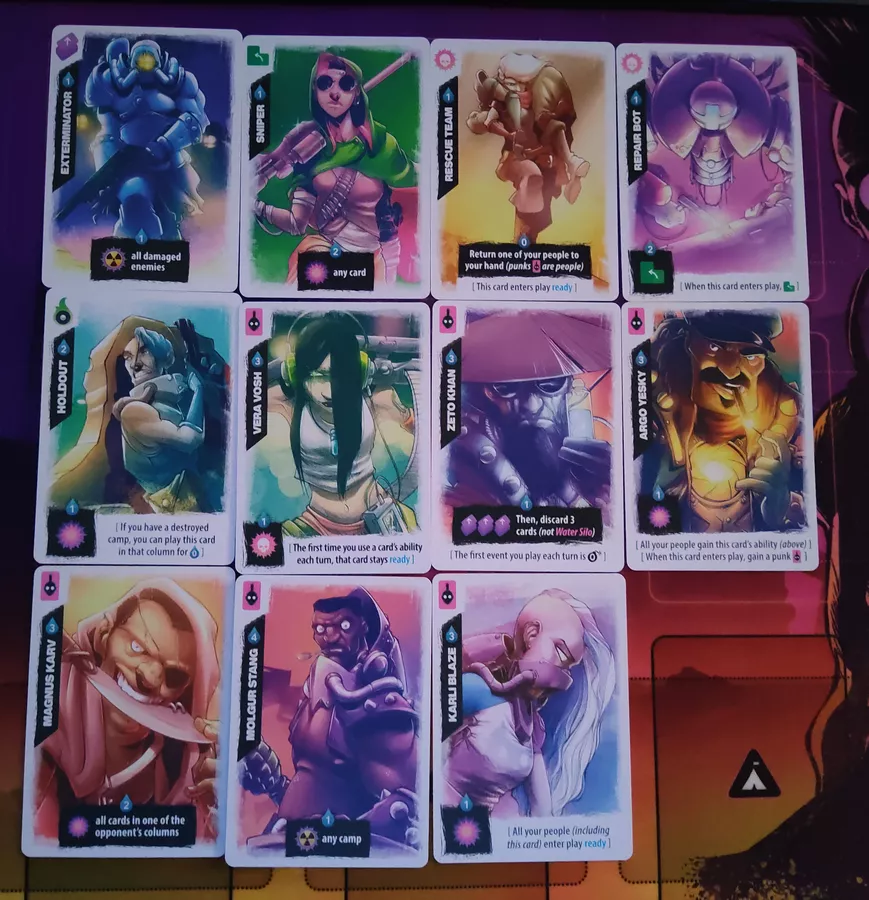 EXTERMINATOR 1
1
all damaged
enemies
SNIPER 1
2
any card
RESCUE TEAM 1
0
Return one of your people to
your hand (punks are people)
[ This card enters play ready ]
REPAIR BOT 1
2
[ When this card enters play, ]
HOLDOUT 2
1
[ If you have a destroyed
camp, you can play this card
in that column for 0 ]
VERA VOSH 3
1
[ The first time you use a card's ability
each turn, that card stays ready ]
ZETO KHAN 3
1
Then, discard 3
cards (not Water Silo)
[ The first event you play each turn is 0 ]
ARGO YESKY 3
1
[ All your people gain this card's ability (above) ]
[ When this card enters play, gain a punk ]
MAGNUS KARV 3
2
all cards in one of the
opponent's columns
MOLGUR STANG 4
1
any camp
KARLI BLAZE 3
1
[ All your people (including
this card) enter play ready ]